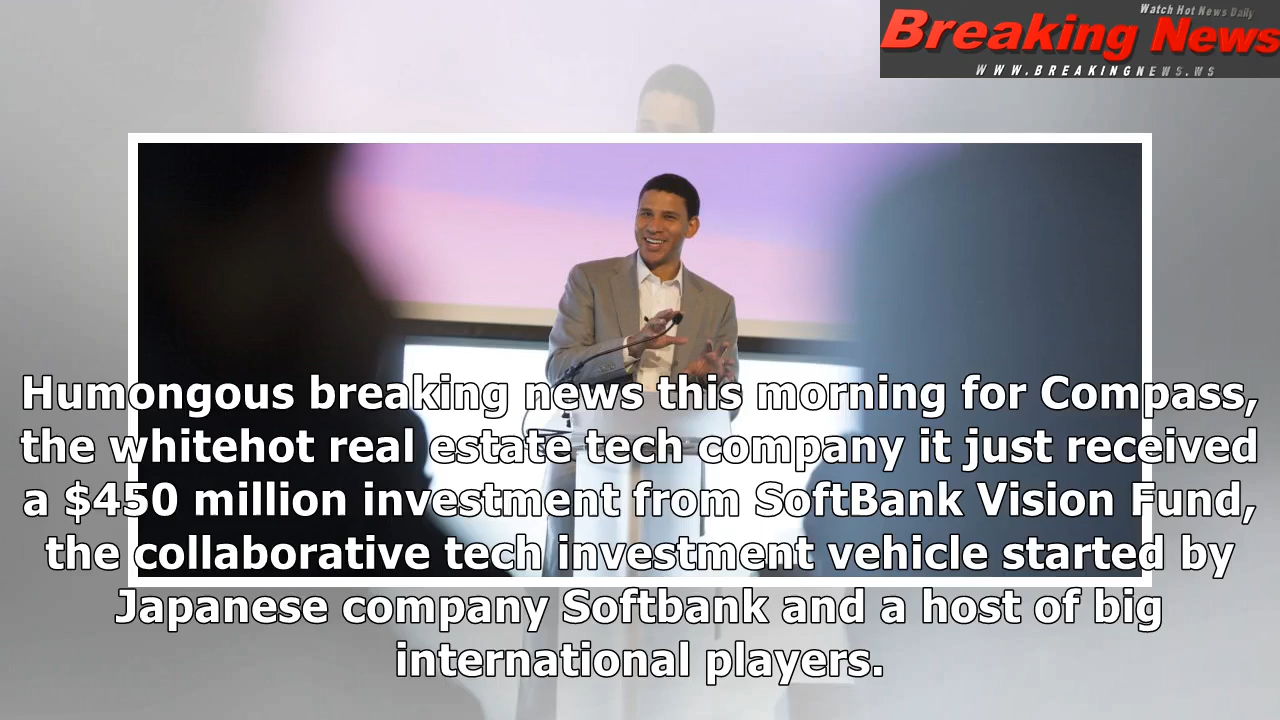 Watch Hot News Daily
Breaking News
WWW.BREAKINGNEWS.WS
Humongous breaking news this morning for Compass,
the whitehot real estate tech company it just received
a $450 million investment from SoftBank Vision Fund,
the collaborative tech investment vehicle started by
Japanese company Softbank and a host of big
international players.